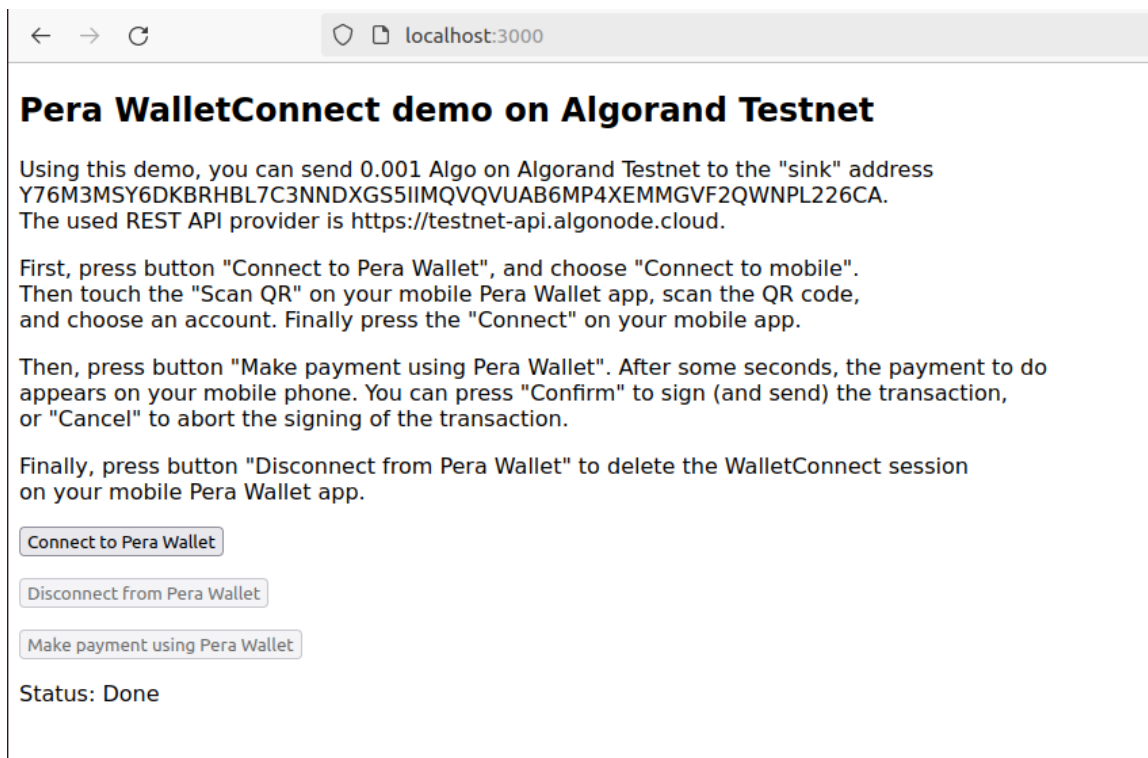 localhost:3000
Pera WalletConnect demo on Algorand Testnet
Using this demo, you can send 0.001 Algo on Algorand Testnet to the "sink" address
Y76M3MSY6DKBRHBL7C3NNDXGS5IIMQVQVUAB6MP4XEMMGVF2QWNPL226CA.
The used REST API provider is https://testnet-api.algonode.cloud.
First, press button "Connect to Pera Wallet", and choose "Connect to mobile".
Then touch the "Scan QR" on your mobile Pera Wallet app, scan the QR code,
and choose an account. Finally press the "Connect" on your mobile app.
Then, press button "Make payment using Pera Wallet". After some seconds, the payment to do
appears on your mobile phone. You can press "Confirm" to sign (and send) the transaction,
or "Cancel" to abort the signing of the transaction.
Finally, press button "Disconnect from Pera Wallet" to delete the WalletConnect session
on your mobile Pera Wallet app.
Connect to Pera Wallet
Disconnect from Pera Wallet
Make payment using Pera Wallet
Status: Done